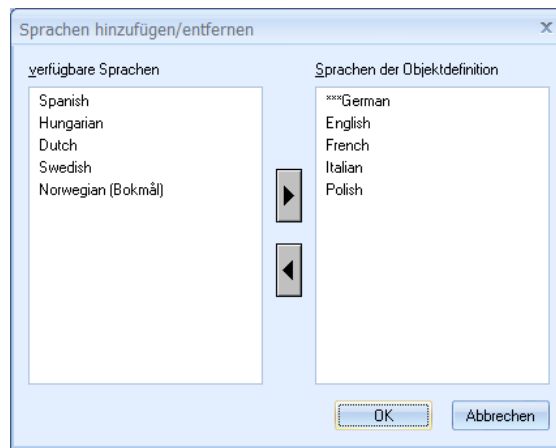 Sprachen hinzufügen/entfernen
verfügbare Sprachen
Spanish
Hungarian
Dutch
Swedish
Norwegian (Bokmål)
Sprachen der Objektdefinition
***German
English
French
Italian
Polish
OK
Abbrechen